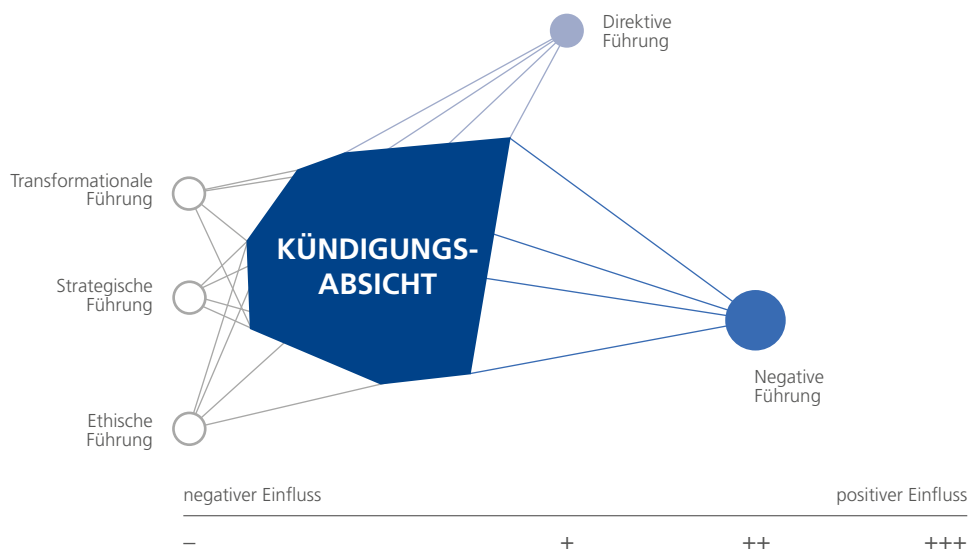 Direktive
Führung
Transformationale
Führung
KÜNDIGUNGS-
ABSICHT
Strategische
Führung
Negative
Führung
Ethische
Führung
negativer Einfluss
positiver Einfluss
– + ++ +++